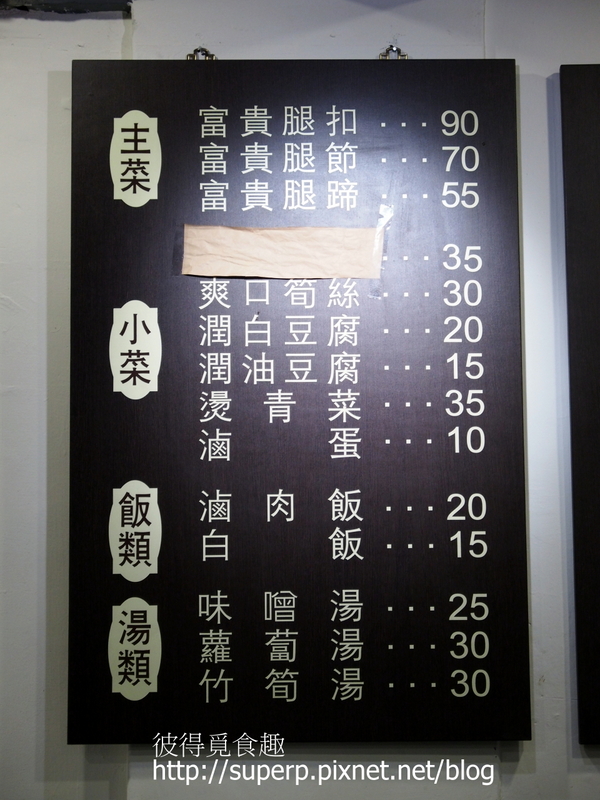 主菜
富貴腿扣 ··· 90
富貴腿節 ··· 70
富貴腿蹄 ··· 55
小菜
··· 35
爽口筍絲 ··· 30
潤白豆腐 ··· 20
潤油豆腐 ··· 15
燙青菜 ··· 35
滷蛋 ··· 10
飯類
滷肉飯 ··· 20
白飯 ··· 15
湯類
味噌湯 ··· 25
蘿蔔湯 ··· 30
竹筍湯 ··· 30
彼得覓食趣
http://superp.pixnet.net/blog